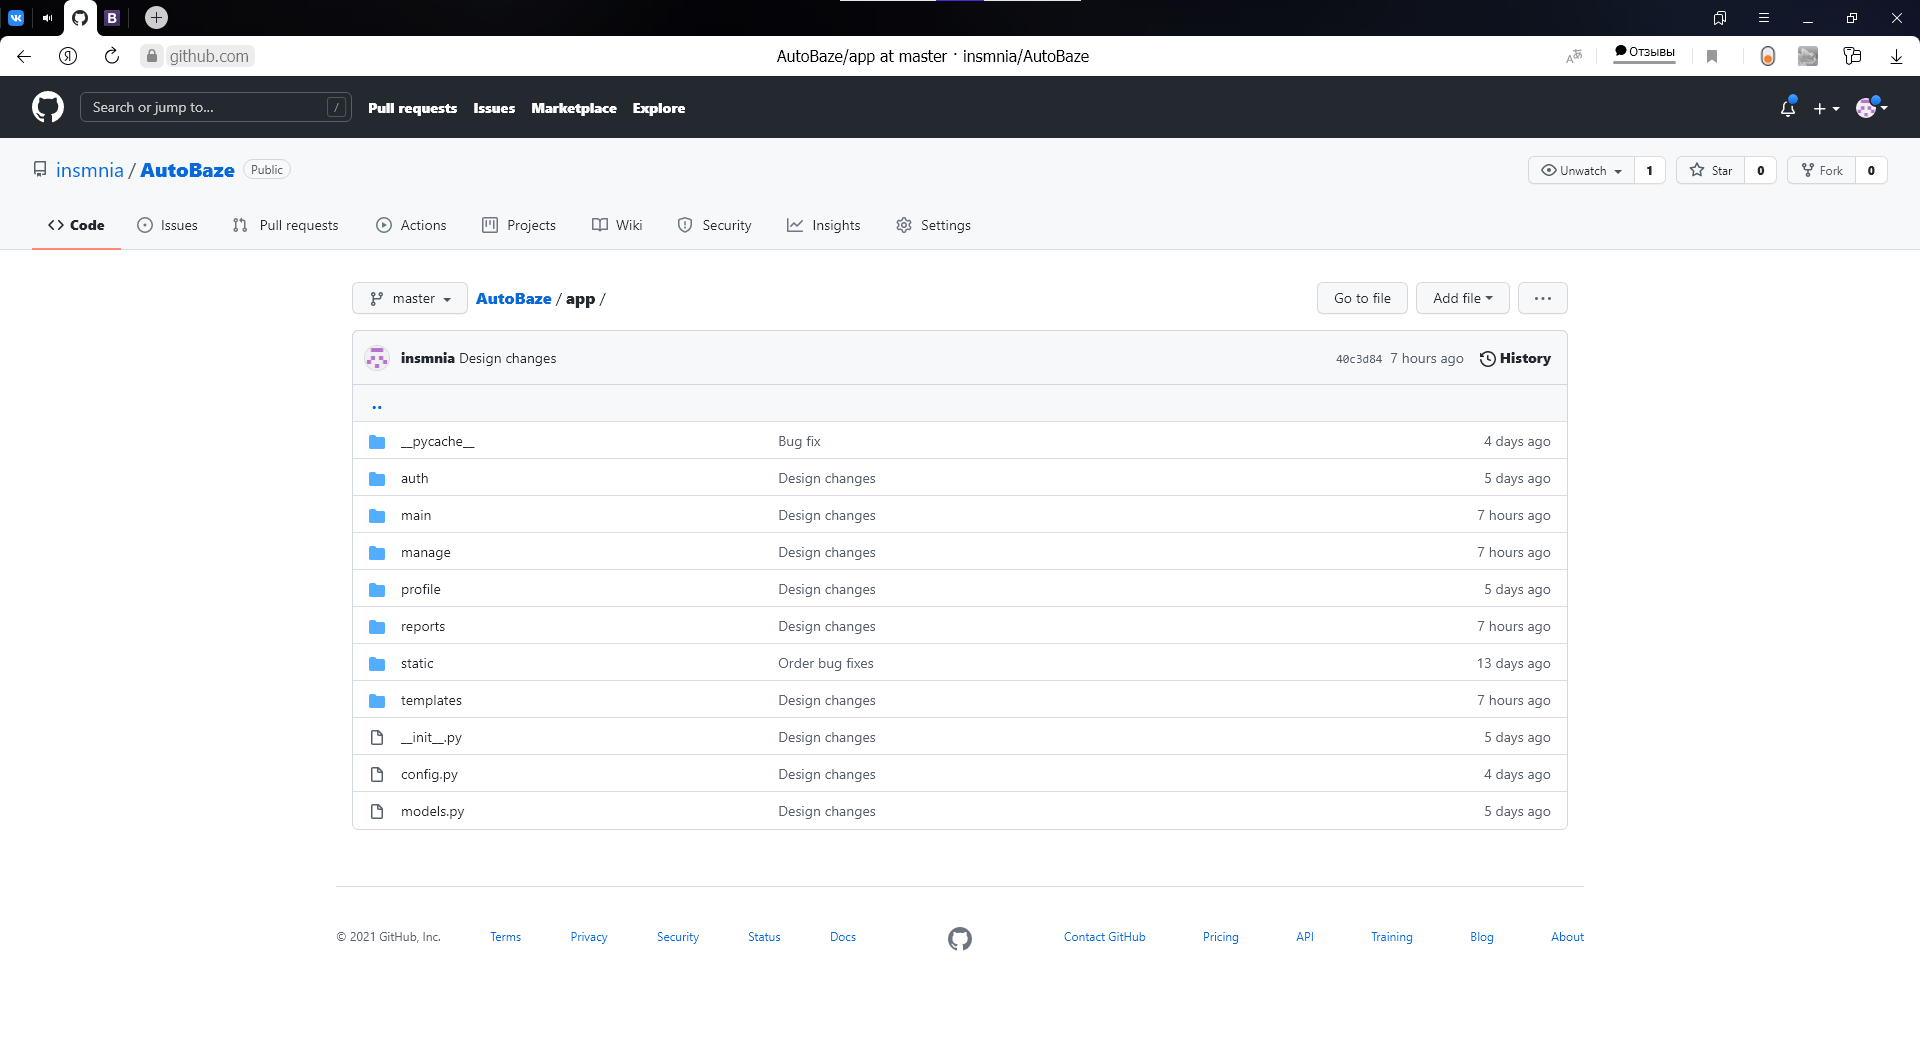 B
github.com
AutoBaze/app at master · insmnia/AutoBaze
Отзывы
Search or jump to...
/
Pull requests
Issues
Marketplace
Explore
insmnia / AutoBaze
Public
Unwatch
1
Star
0
Fork
0
Code
Issues
Pull requests
Actions
Projects
Wiki
Security
Insights
Settings
master
AutoBaze / app /
Go to file
Add file
...
insmnia Design changes
40c3d84 7 hours ago
History
..
__pycache__ Bug fix 4 days ago
auth Design changes 5 days ago
main Design changes 7 hours ago
manage Design changes 7 hours ago
profile Design changes 5 days ago
reports Design changes 7 hours ago
static Order bug fixes 13 days ago
templates Design changes 7 hours ago
__init__.py Design changes 5 days ago
config.py Design changes 4 days ago
models.py Design changes 5 days ago
© 2021 GitHub, Inc.
Terms
Privacy
Security
Status
Docs
Contact GitHub
Pricing
API
Training
Blog
About